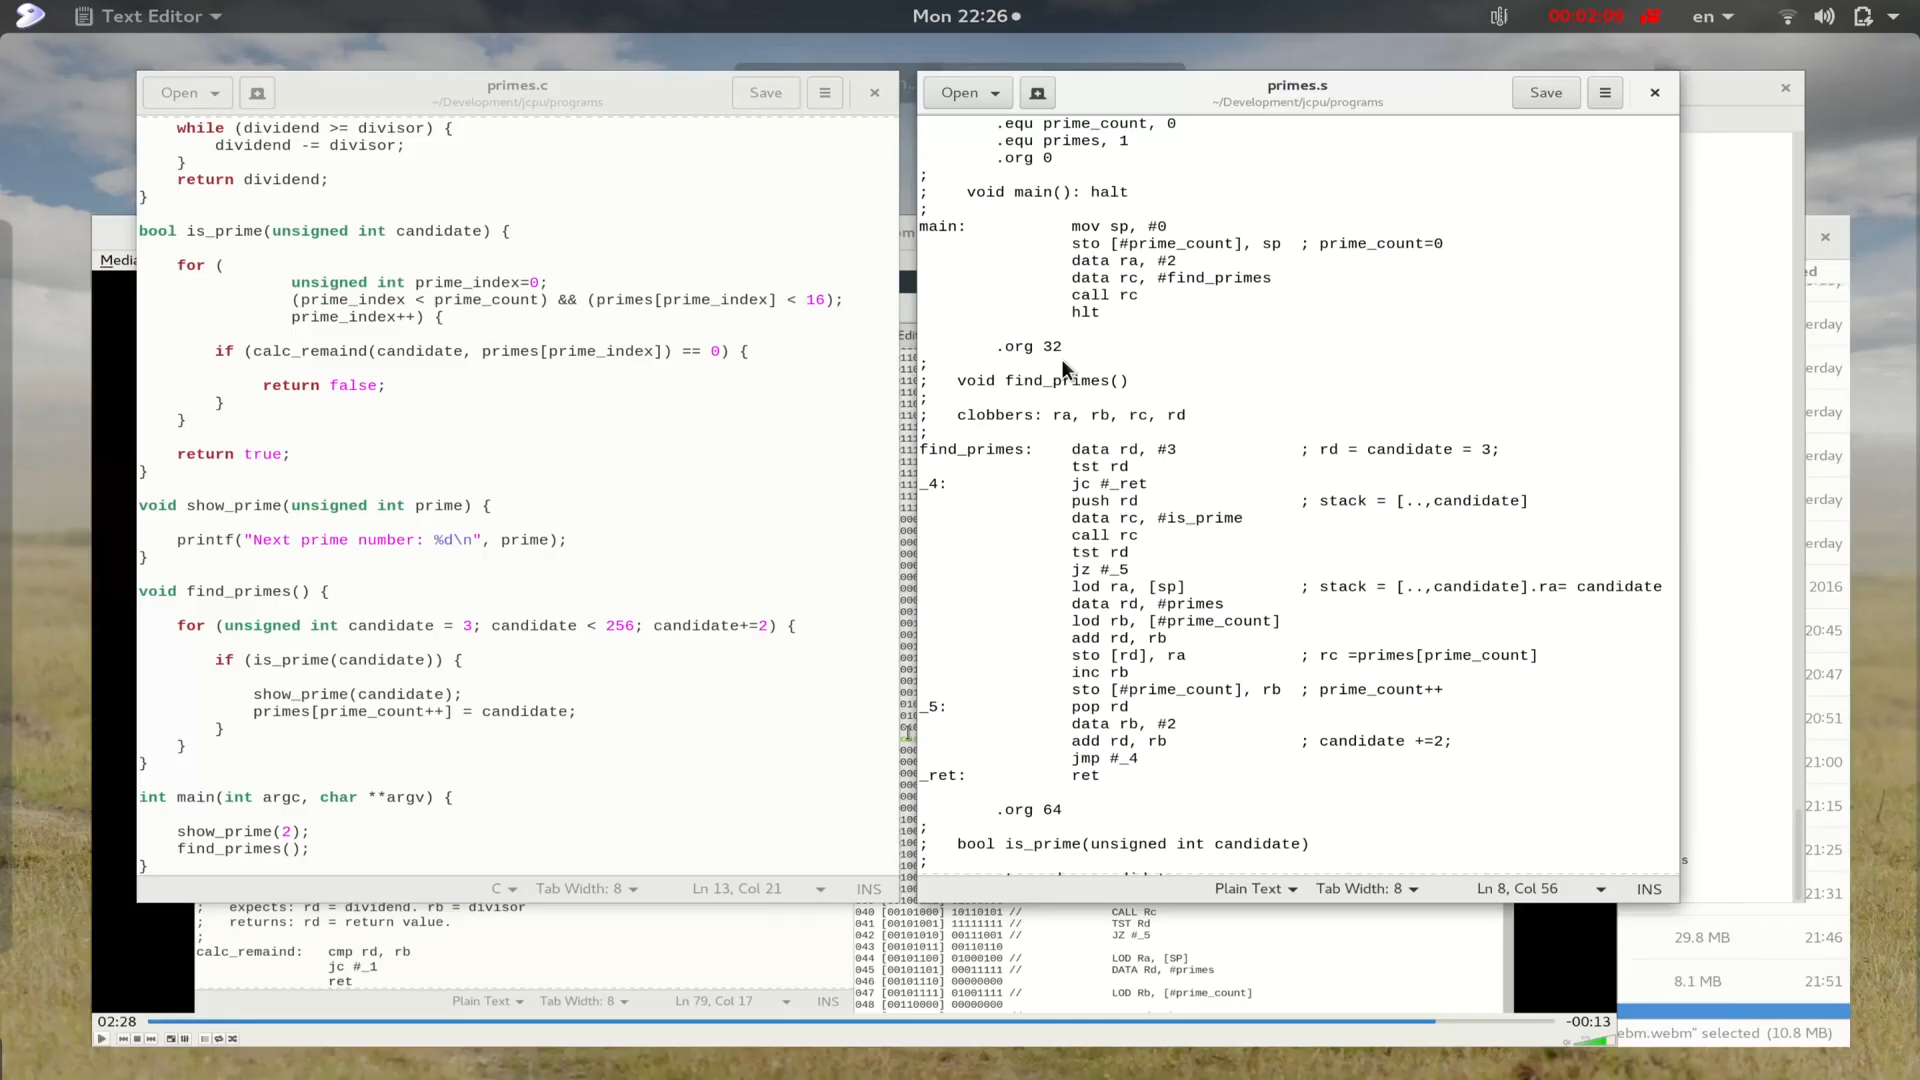 Text Editor
Mon 22:26
00:02:09
en
Open
primes.c
~/Development/jcpu/programs
Save
while (dividend >= divisor) {
dividend -= divisor;
}
return dividend;
}
bool is_prime(unsigned int candidate) {
for (
unsigned int prime_index=0;
(prime_index < prime_count) && (primes[prime_index] < 16);
prime_index++) {
if (calc_remaind(candidate, primes[prime_index]) == 0) {
return false;
}
}
return true;
}
void show_prime(unsigned int prime) {
printf("Next prime number: %d\n", prime);
}
void find_primes() {
for (unsigned int candidate = 3; candidate < 256; candidate+=2) {
if (is_prime(candidate)) {
show_prime(candidate);
primes[prime_count++] = candidate;
}
}
}
int main(int argc, char **argv) {
show_prime(2);
find_primes();
}
C
Tab Width: 8
Ln 13, Col 21
INS
Open
primes.s
~/Development/jcpu/programs
Save
.equ prime_count, 0
.equ primes, 1
.org 0
;
; void main(): halt
;
main: mov sp, #0
sto [#prime_count], sp ; prime_count=0
data ra, #2
data rc, #find_primes
call rc
hlt
.org 32
;
; void find_primes()
;
; clobbers: ra, rb, rc, rd
;
find_primes: data rd, #3 ; rd = candidate = 3;
tst rd
_4: jc #_ret
push rd ; stack = [..,candidate]
data rc, #is_prime
call rc
tst rd
jz #_5
lod ra, [sp] ; stack = [..,candidate].ra= candidate
data rd, #primes
lod rb, [#prime_count]
add rd, rb
sto [rd], ra ; rc =primes[prime_count]
inc rb
sto [#prime_count], rb ; prime_count++
_5: pop rd
data rb, #2
add rd, rb ; candidate +=2;
jmp #_4
_ret: ret
.org 64
;
; bool is_prime(unsigned int candidate)
;
Plain Text
Tab Width: 8
Ln 8, Col 56
INS
Media
; expects: rd = dividend. rb = divisor
; returns: rd = return value.
;
calc_remaind: cmp rd, rb
jc #_1
ret
Plain Text
Tab Width: 8
Ln 79, Col 17
INS
040 [00101000] 10110101 // CALL Rc
041 [00101001] 11111111 // TST Rd
042 [00101010] 00111001 // JZ #_5
043 [00101011] 00110110
044 [00101100] 01000100 // LOD Ra, [SP]
045 [00101101] 00011111 // DATA Rd, #primes
046 [00101110] 00000000
047 [00101111] 01001111 // LOD Rb, [#prime_count]
048 [00110000] 00000000
2016
20:45
20:47
20:51
21:00
21:15
21:25
21:31
29.8 MB 21:46
8.1 MB 21:51
02:28
-00:13
ebm.webm" selected (10.8 MB)